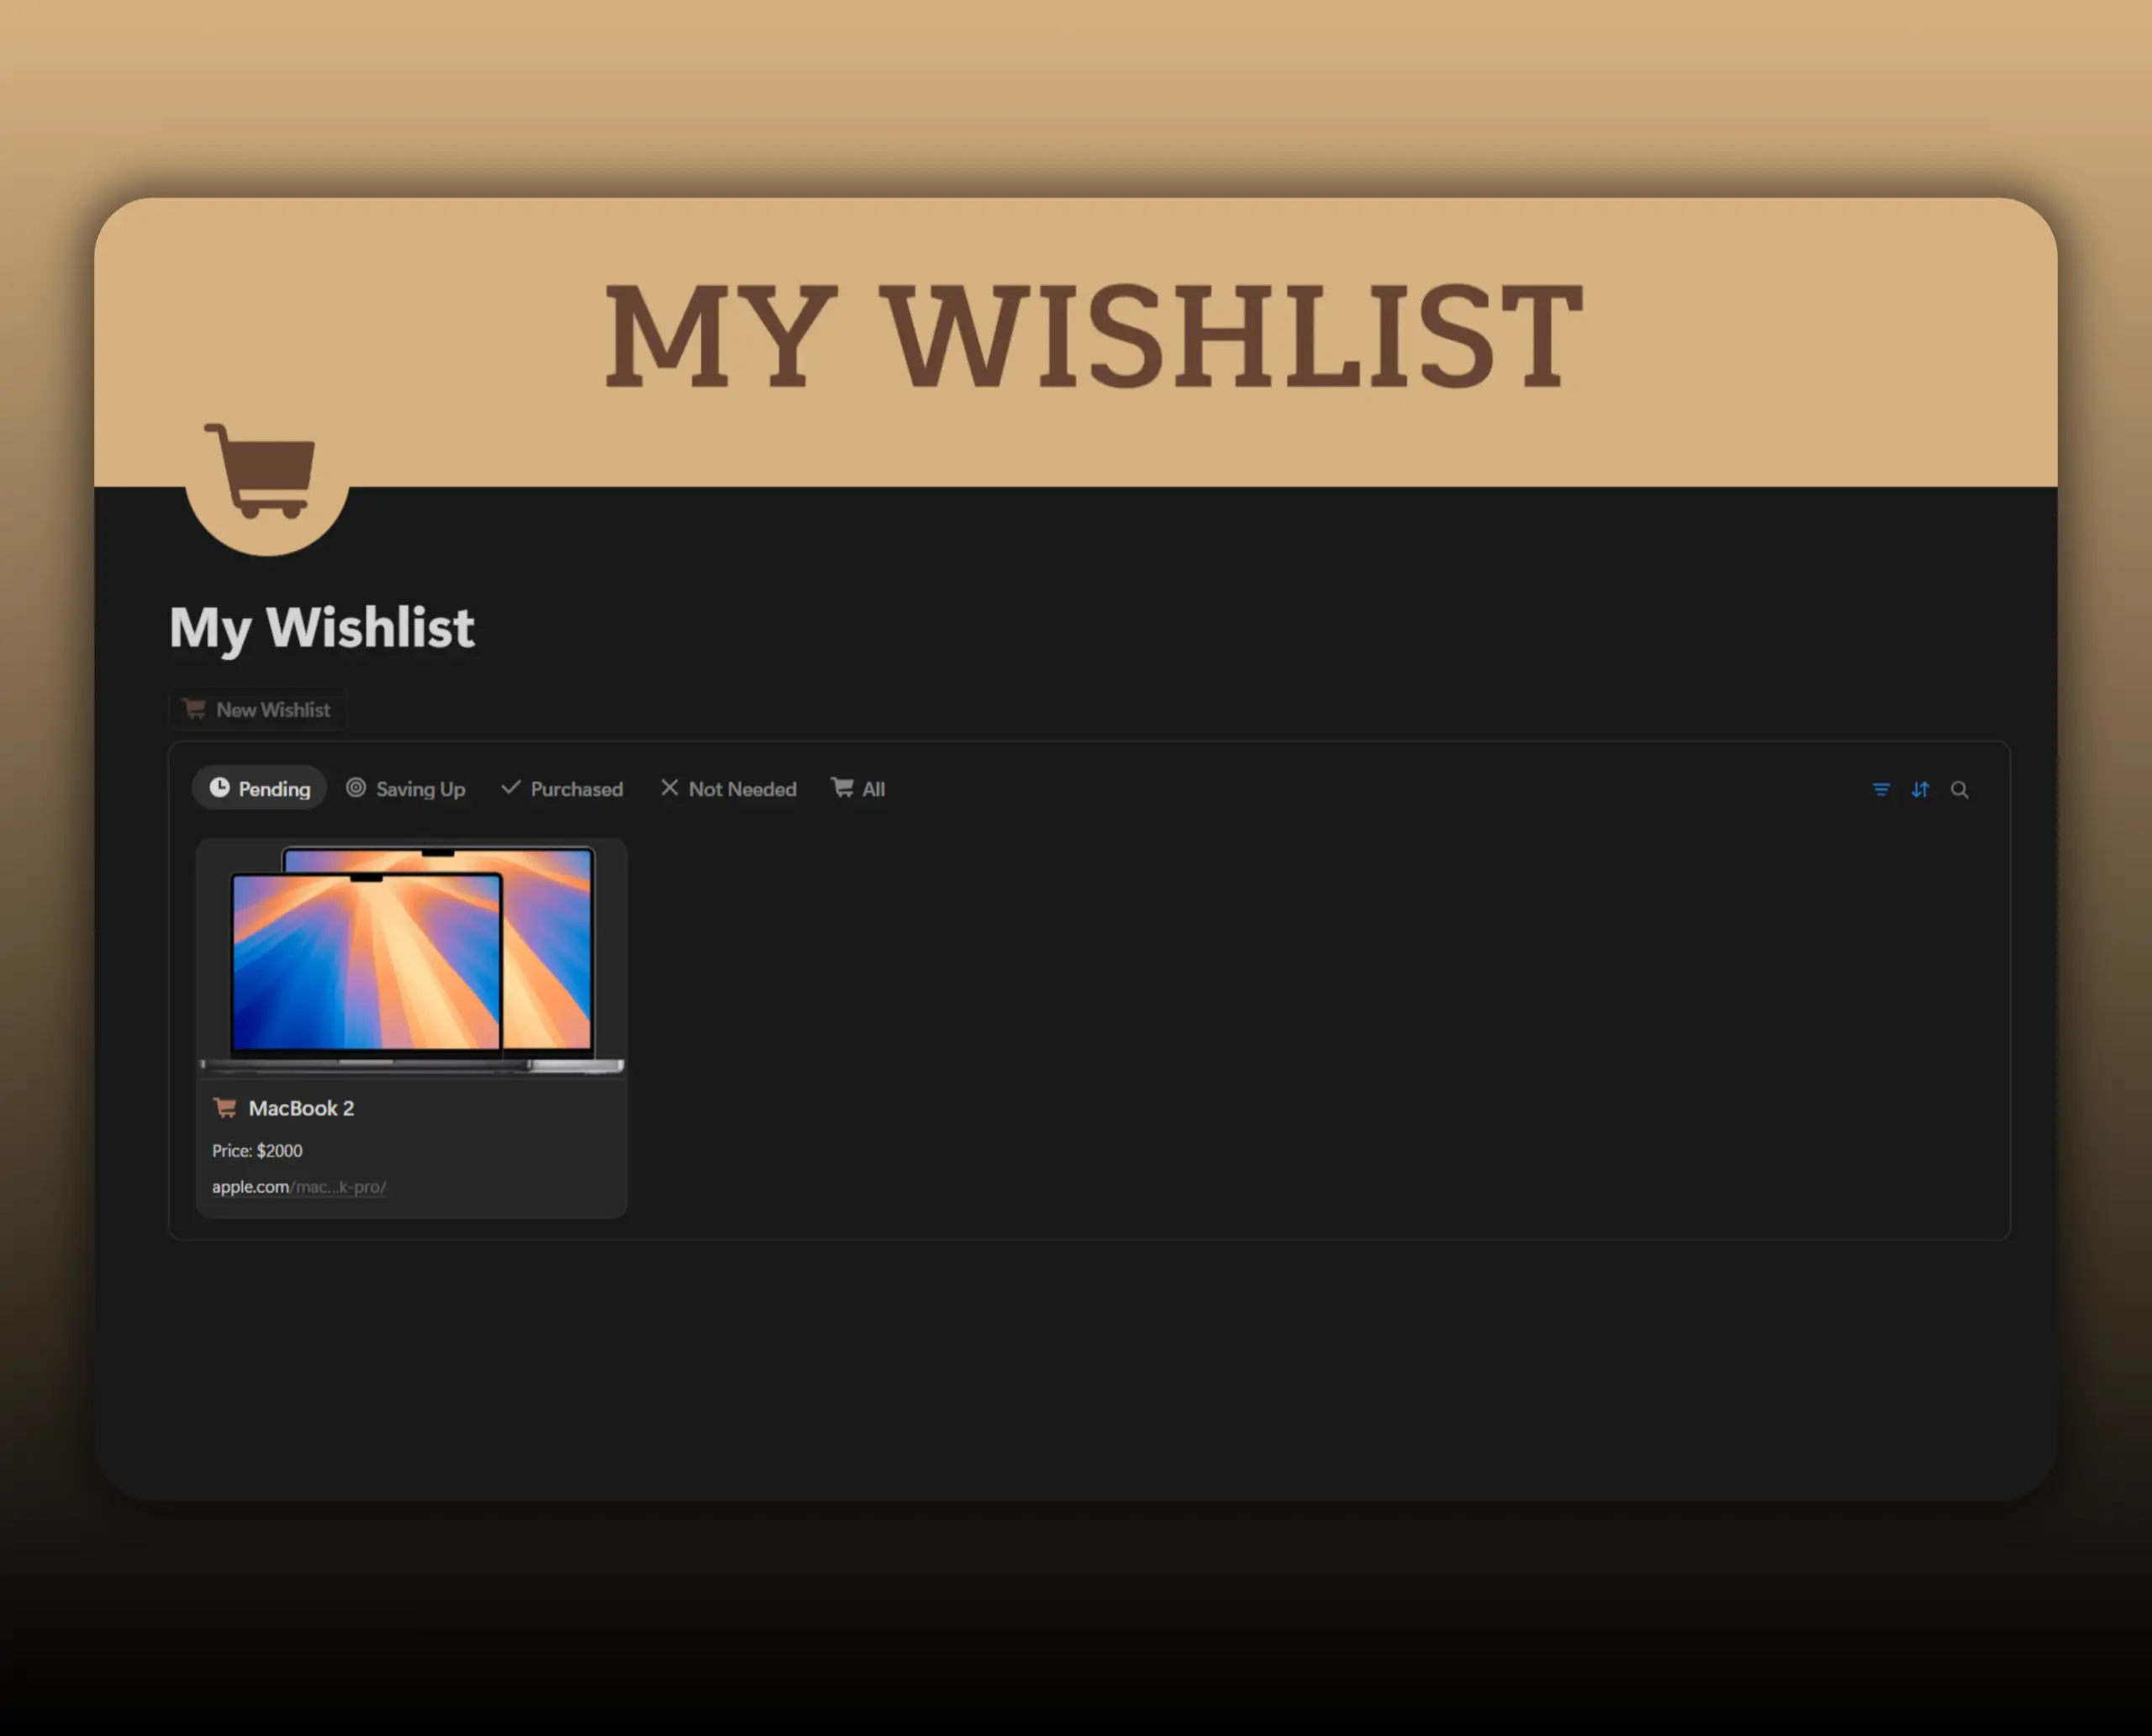 MY WISHLIST
My Wishlist
New Wishlist
Pending Saving Up Purchased Not Needed All
MacBook 2
Price: $2000
apple.com/mac...k-pro/